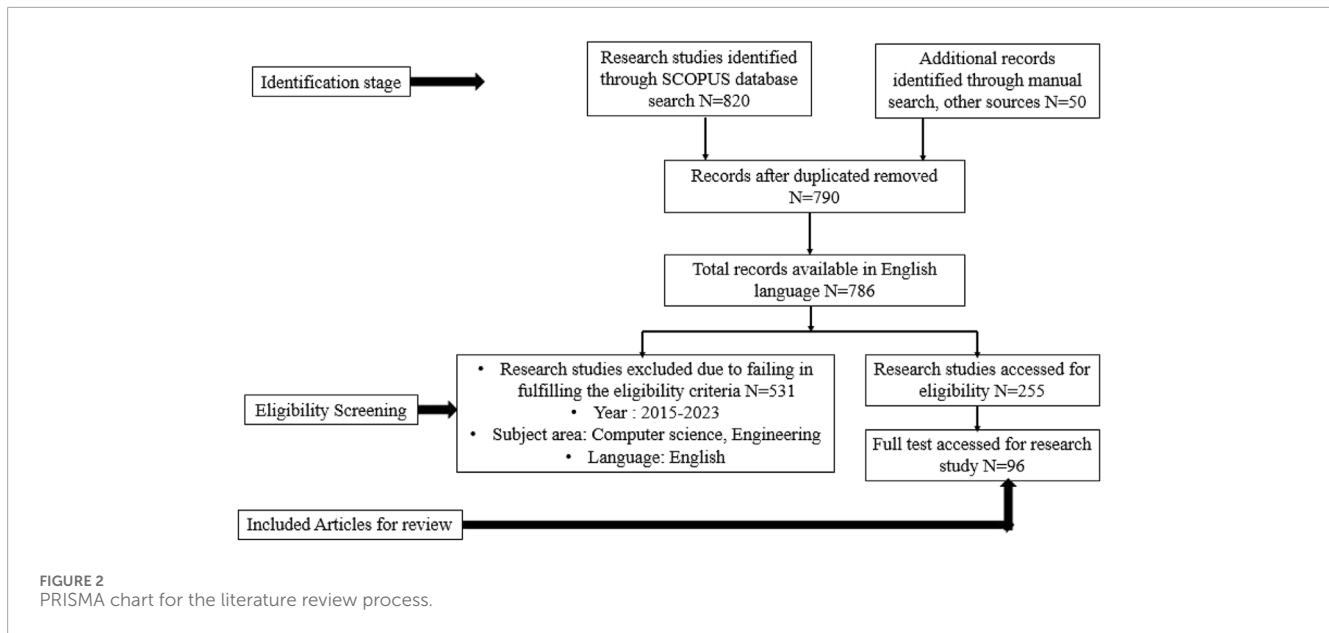 Identification stage
Research studies identified
through SCOPUS database
search N=820
Additional records
identified through manual
search, other sources N=50
Records after duplicated removed
N=790
Total records available in English
language N=786
Eligibility Screening
• Research studies excluded due to failing in
fulfilling the eligibility criteria N=531
• Year : 2015-2023
• Subject area: Computer science, Engineering
• Language: English
Research studies accessed for
eligibility N=255
Full test accessed for research
study N=96
Included Articles for review
FIGURE 2
PRISMA chart for the literature review process.